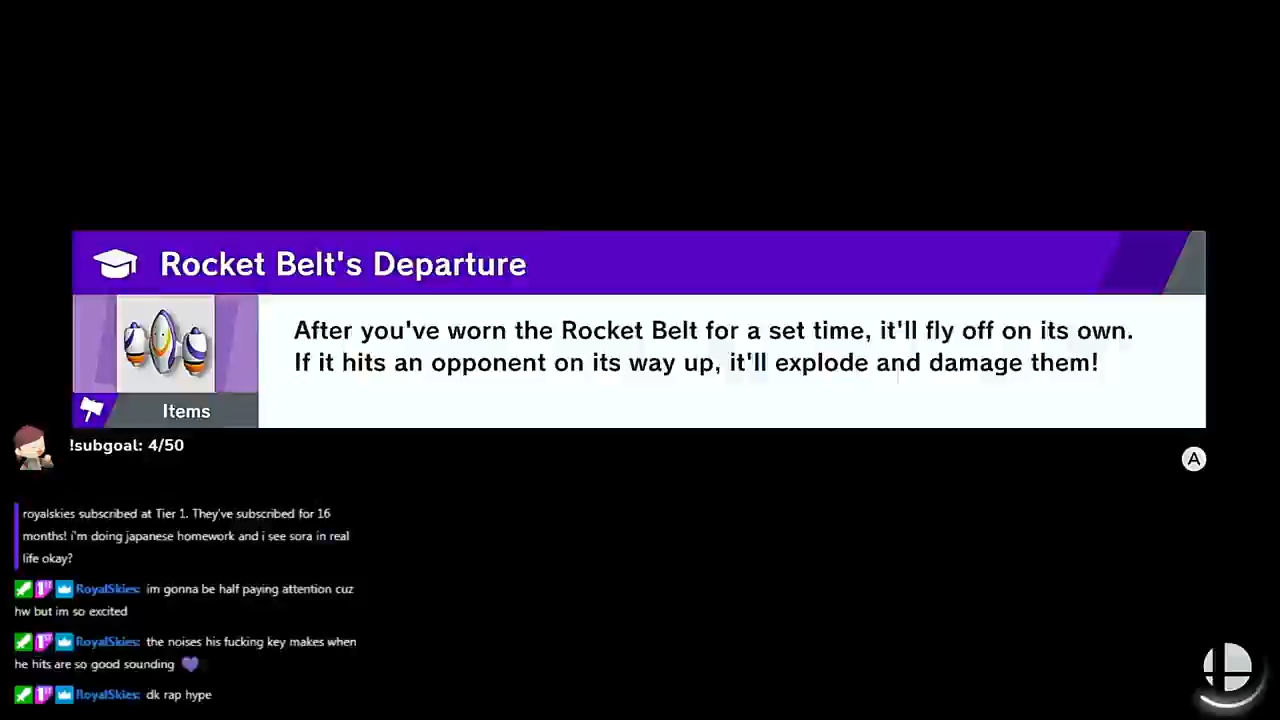 Rocket Belt's Departure
After you've worn the Rocket Belt for a set time, it'll fly off on its own.
If it hits an opponent on its way up, it'll explode and damage them!
Items
!subgoal: 4/50
A
royalskies subscribed at Tier 1. They've subscribed for 16
months! i'm doing japanese homework and i see sora in real
life okay?
RoyalSkies: im gonna be half paying attention cuz
hw but im so excited
RoyalSkies: the noises his fucking key makes when
he hits are so good sounding
RoyalSkies: dk rap hype